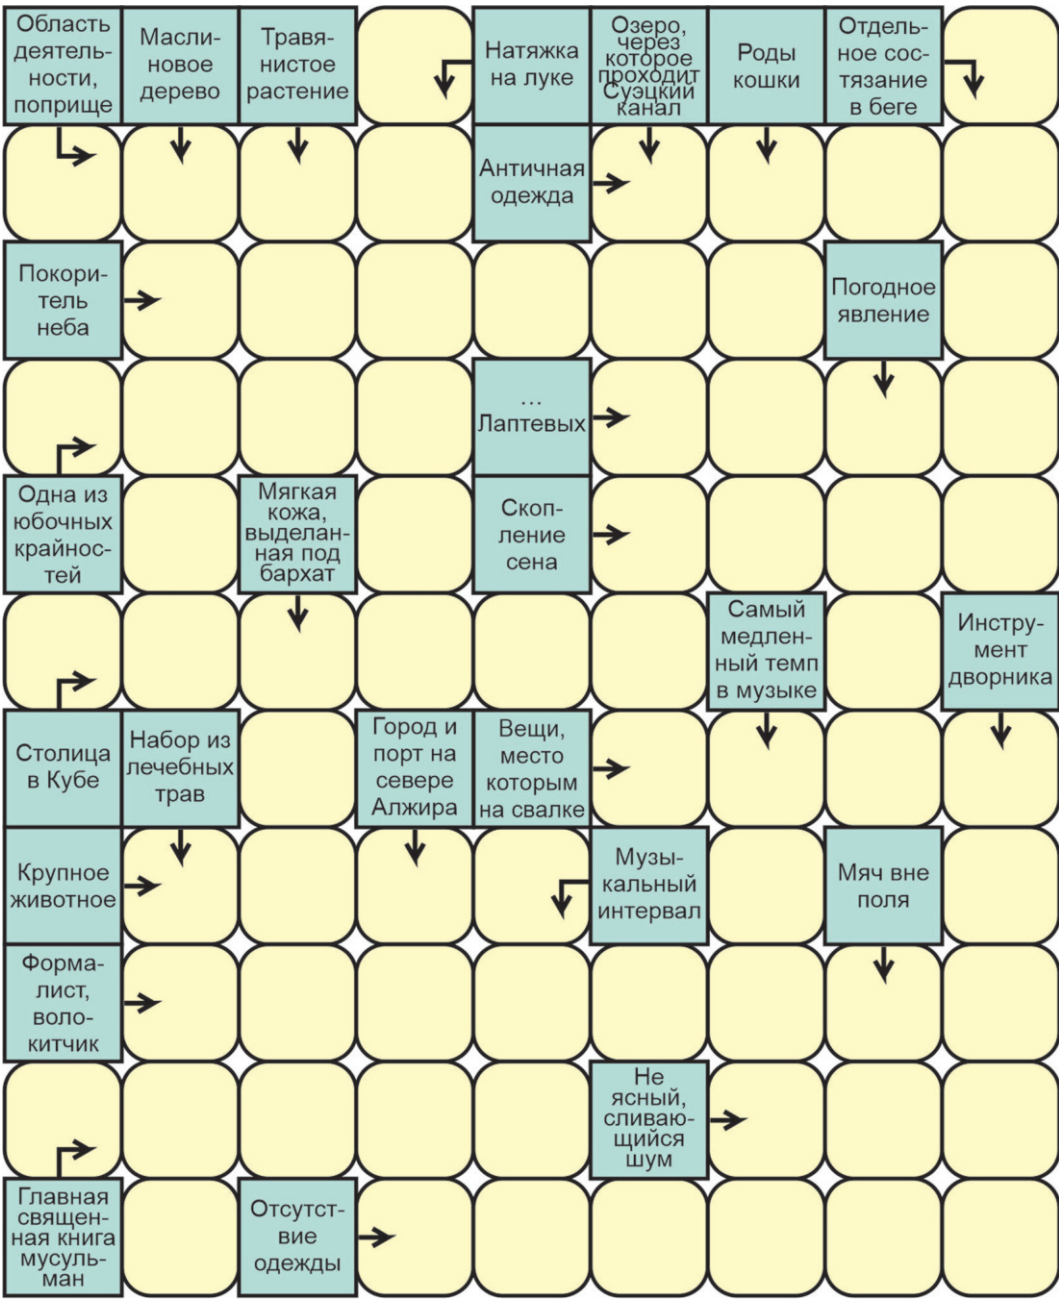 Область
деятель-
ности,
поприще
Масли-
новое
дерево
Травя-
нистое
растение
Натяжка
на луке
Озеро,
через
которое
проходит
Суэцкий
канал
Роды
кошки
Отдель-
ное сос-
тязание
в беге
Античная
одежда
Покори-
тель
неба
Погодное
явление
...
Лаптевых
Одна из
юбочных
крайнос-
тей
Мягкая
кожа,
выделан-
ная под
бархат
Скоп-
ление
сена
Самый
медлен-
ный темп
в музыке
Инстру-
мент
дворника
Столица
в Кубе
Набор из
лечебных
трав
Город и
порт на
севере
Алжира
Вещи,
место
которым
на свалке
Крупное
животное
Музы-
кальный
интервал
Мяч вне
поля
Форма-
лист,
воло-
китчик
Не
ясный,
сливаю-
щийся
шум
Главная
священ-
ная книга
мусуль-
ман
Отсутст-
вие
одежды